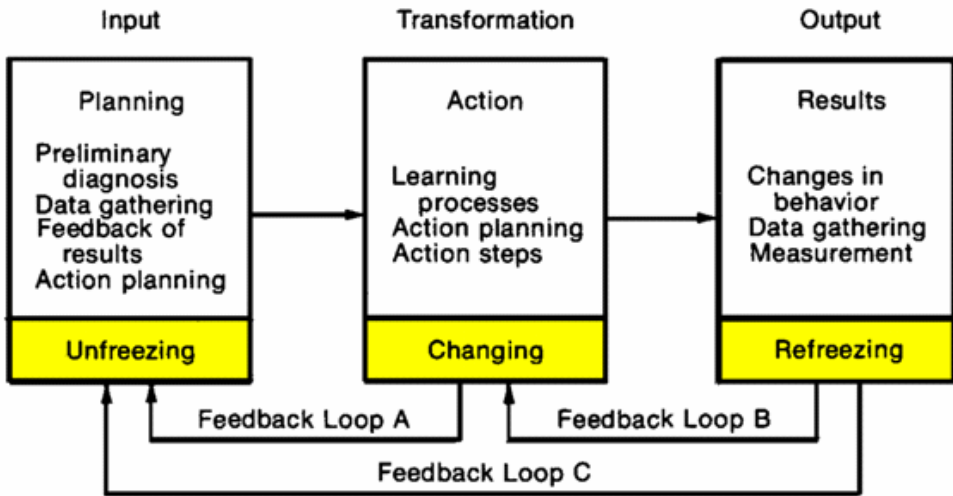 Input
Transformation
Output
Planning
Preliminary
diagnosis
Data gathering
Feedback of
results
Action planning
Unfreezing
Action
Learning
processes
Action planning
Action steps
Changing
Results
Changes in
behavior
Data gathering
Measurement
Refreezing
Feedback Loop A
Feedback Loop B
Feedback Loop C